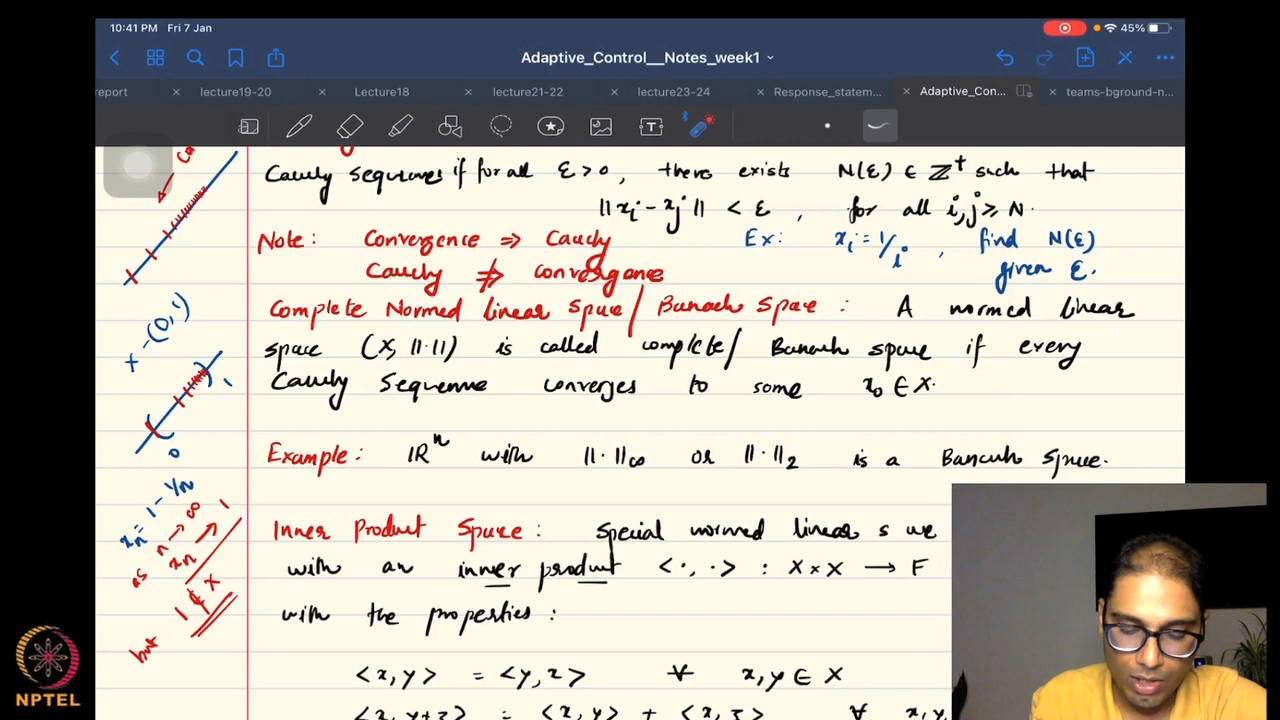 10:41 PM Fri 7 Jan
45%
Adaptive_Control__Notes_week1
report
lecture19-20
Lecture18
lecture21-22
lecture23-24
Response_statem...
Adaptive_Con...
teams-bground-n...
Cauchy sequences if for all ε > 0, there exists N(ε) ∈ ℤ⁺ such that
||xᵢ - xⱼ|| < ε, for all i, j ≥ N.
Note: Convergence ⇒ Cauchy
Ex: xᵢ = 1/i, find N(ε)
given ε.
Cauchy ⇏ convergence
Complete Normed linear space / Banach space: A normed linear
space (X, ||·||) is called complete / Banach space if every
Cauchy Sequence converges to some x₀ ∈ X.
Example: ℝⁿ with ||·||∞ or ||·||₂ is a Banach space.
Inner Product Space: special normed linear s we
with an inner product <·, ·> : X × X → F
with the properties:
<x, y> = <y, x> ∀ x, y ∈ X
<x, y+z> = <x, y> + <x, z> ∀ x, y
(0, 1)
0
1
xₙ = 1 - 1/n
as n → ∞
xₙ → 1
but 1 ∉ X
NPTEL